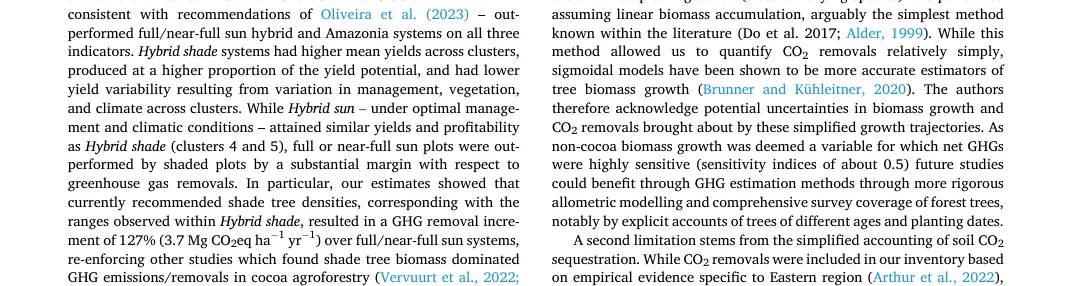 consistent with recommendations of Oliveira et al. (2023) – out-
performed full/near-full sun hybrid and Amazonia systems on all three
indicators. Hybrid shade systems had higher mean yields across clusters,
produced at a higher proportion of the yield potential, and had lower
yield variability resulting from variation in management, vegetation,
and climate across clusters. While Hybrid sun – under optimal manage-
ment and climatic conditions – attained similar yields and profitability
as Hybrid shade (clusters 4 and 5), full or near-full sun plots were out-
performed by shaded plots by a substantial margin with respect to
greenhouse gas removals. In particular, our estimates showed that
currently recommended shade tree densities, corresponding with the
ranges observed within Hybrid shade, resulted in a GHG removal incre-
ment of 127% (3.7 Mg CO₂eq ha⁻¹ yr⁻¹) over full/near-full sun systems,
re-enforcing other studies which found shade tree biomass dominated
GHG emissions/removals in cocoa agroforestry (Vervuurt et al., 2022;
assuming linear biomass accumulation, arguably the simplest method
known within the literature (Do et al. 2017; Alder, 1999). While this
method allowed us to quantify CO₂ removals relatively simply,
sigmoidal models have been shown to be more accurate estimators of
tree biomass growth (Brunner and Kühleitner, 2020). The authors
therefore acknowledge potential uncertainties in biomass growth and
CO₂ removals brought about by these simplified growth trajectories. As
non-cocoa biomass growth was deemed a variable for which net GHGs
were highly sensitive (sensitivity indices of about 0.5) future studies
could benefit through GHG estimation methods through more rigorous
allometric modelling and comprehensive survey coverage of forest trees,
notably by explicit accounts of trees of different ages and planting dates.
A second limitation stems from the simplified accounting of soil CO₂
sequestration. While CO₂ removals were included in our inventory based
on empirical evidence specific to Eastern region (Arthur et al., 2022),